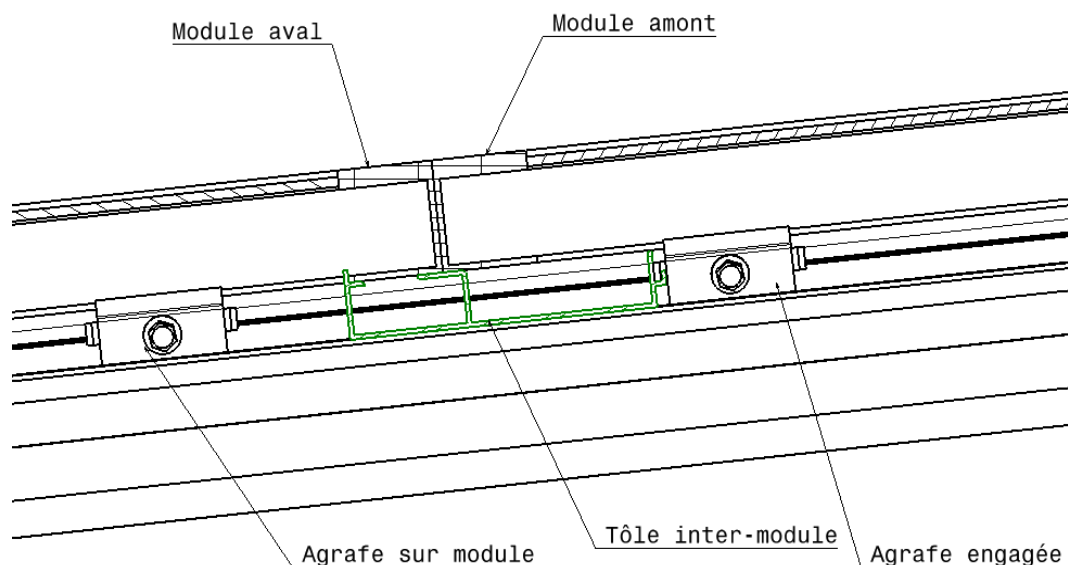 Module aval
Module amont
Tôle inter-module
Agrafe sur module
Agrafe engagée